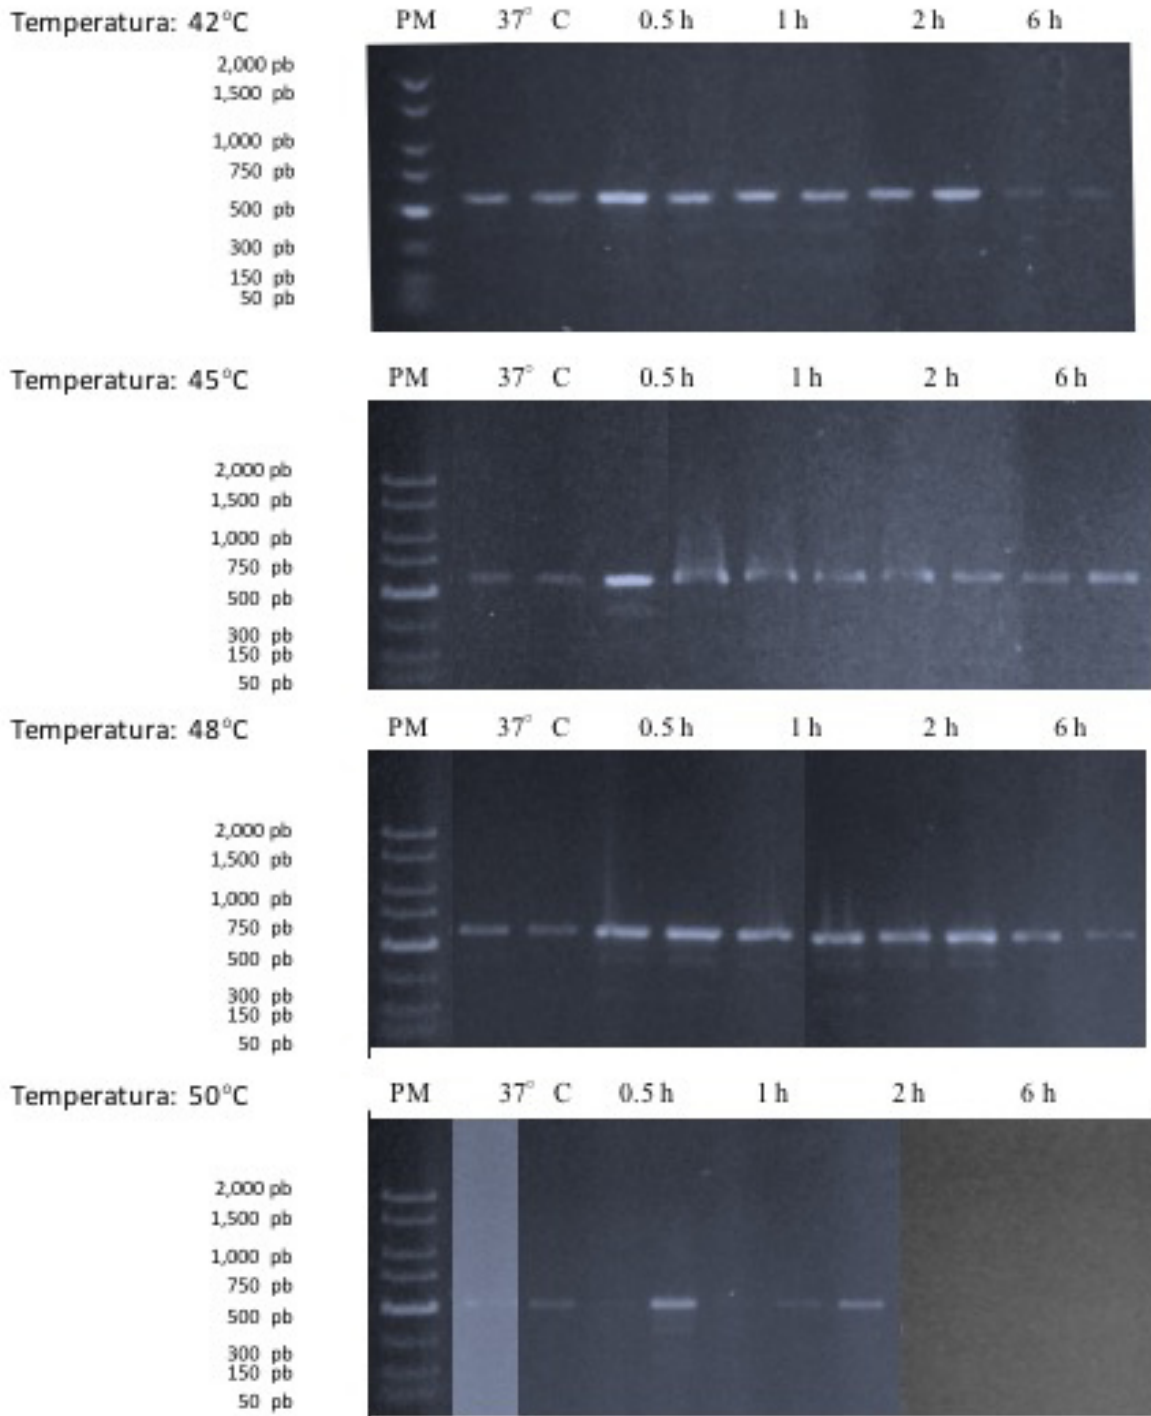 Temperatura: 42°C PM 37° C 0.5 h 1 h 2 h 6 h
2,000 pb
1,500 pb
1,000 pb
750 pb
500 pb
300 pb
150 pb
50 pb
Temperatura: 45°C PM 37° C 0.5 h 1 h 2 h 6 h
2,000 pb
1,500 pb
1,000 pb
750 pb
500 pb
300 pb
150 pb
50 pb
Temperatura: 48°C PM 37° C 0.5 h 1 h 2 h 6 h
2,000 pb
1,500 pb
1,000 pb
750 pb
500 pb
300 pb
150 pb
50 pb
Temperatura: 50°C PM 37° C 0.5 h 1 h 2 h 6 h
2,000 pb
1,500 pb
1,000 pb
750 pb
500 pb
300 pb
150 pb
50 pb